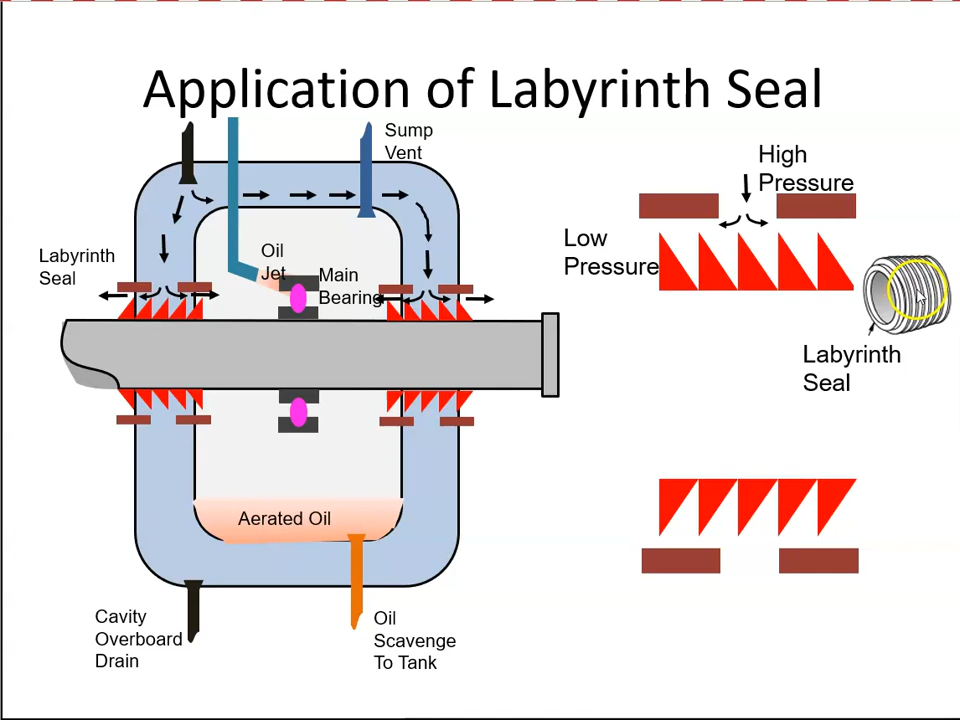 Application of Labyrinth Seal
Sump
Vent
High
Pressure
Low
Pressure
Labyrinth
Seal
Oil
Jet
Main
Bearing
Labyrinth
Seal
Aerated Oil
Cavity
Overboard
Drain
Oil
Scavenge
To Tank